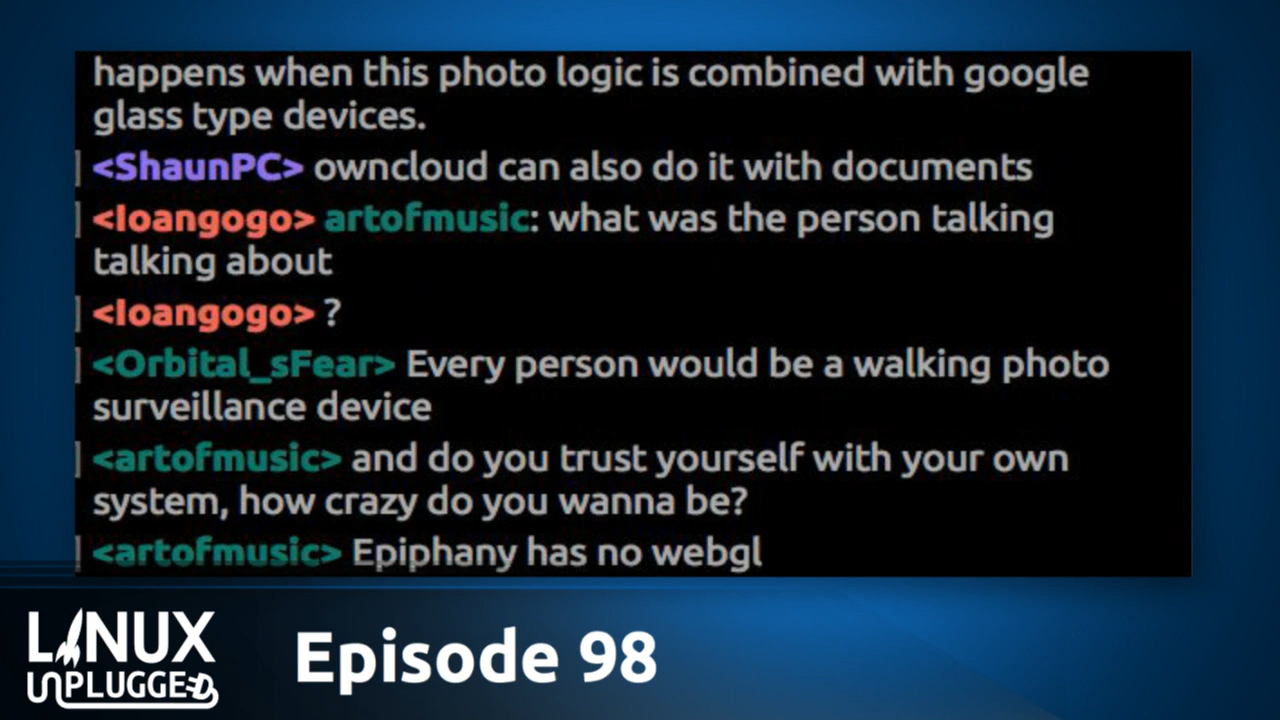 happens when this photo logic is combined with google
glass type devices.
<ShaunPC> owncloud can also do it with documents
<Ioangogo> artofmusic: what was the person talking
talking about
<Ioangogo> ?
<Orbital_sFear> Every person would be a walking photo
surveillance device
<artofmusic> and do you trust yourself with your own
system, how crazy do you wanna be?
<artofmusic> Epiphany has no webgl
LINUX
UNPLUGGED
Episode 98